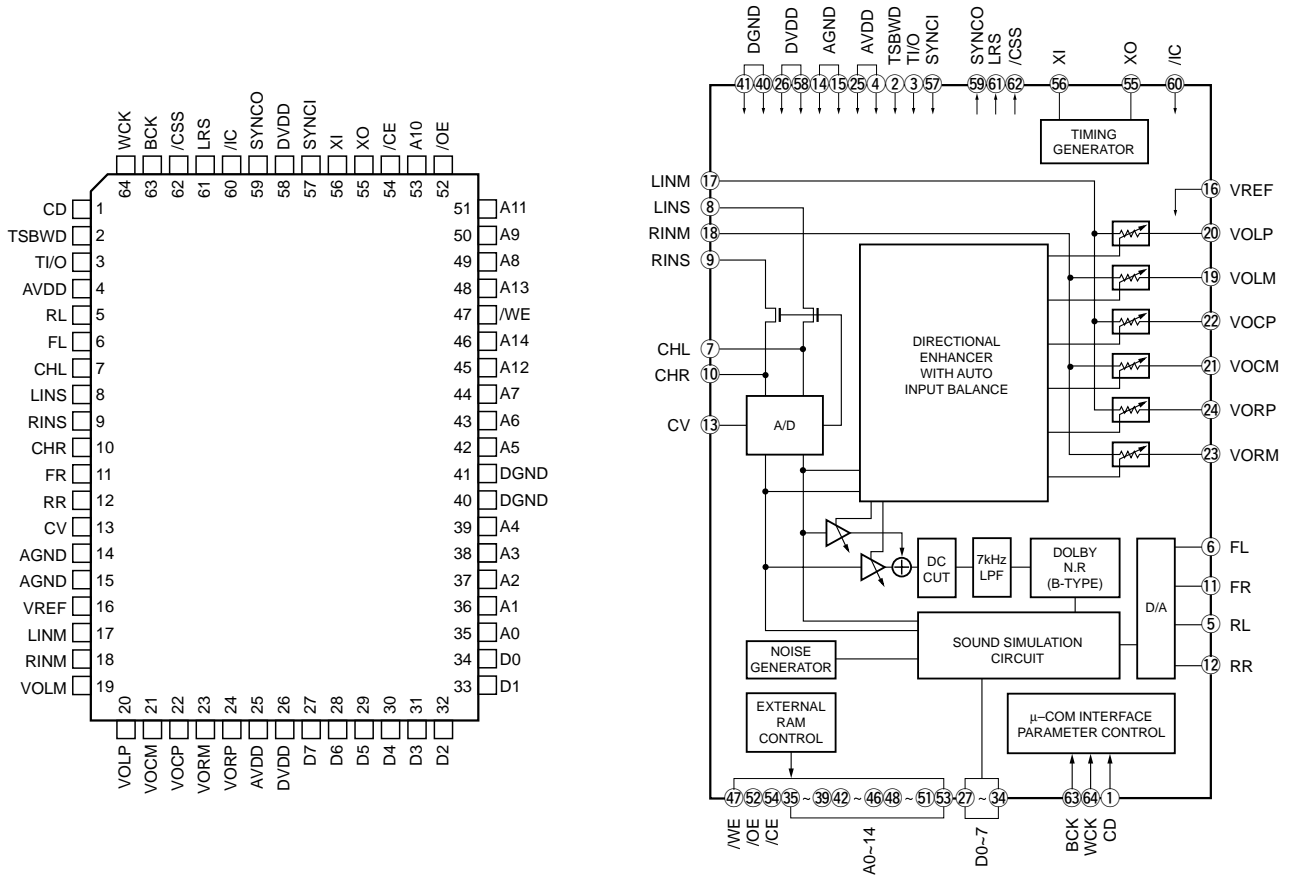 WCK
BCK
/CSS
LRS
/IC
SYNCO
DVDD
SYNCI
XI
XO
/CE
A10
/OE
64
63
62
61
60
59
58
57
56
55
54
53
52
CD 1
TSBWD 2
TI/O 3
AVDD 4
RL 5
FL 6
CHL 7
LINS 8
RINS 9
CHR 10
FR 11
RR 12
CV 13
AGND 14
AGND 15
VREF 16
LINM 17
RINM 18
VOLM 19
51 A11
50 A9
49 A8
48 A13
47 /WE
46 A14
45 A12
44 A7
43 A6
42 A5
41 DGND
40 DGND
39 A4
38 A3
37 A2
36 A1
35 A0
34 D0
33 D1
20
21
22
23
24
25
26
27
28
29
30
31
32
VOLP
VOCM
VOCP
VORM
VORP
AVDD
DVDD
D7
D6
D5
D4
D3
D2
DGND
DVDD
AGND
AVDD
TSBWD
TI/O
SYNCI
SYNCO
LRS
/CSS
XI
XO
/IC
41
40
26
58
14
15
25
4
2
3
57
59
61
62
56
55
60
TIMING
GENERATOR
LINM 17
LINS 8
RINM 18
RINS 9
CHL 7
CHR 10
CV 13
A/D
DIRECTIONAL
ENHANCER
WITH AUTO
INPUT BALANCE
16 VREF
20 VOLP
19 VOLM
22 VOCP
21 VOCM
24 VORP
23 VORM
DC
CUT
7kHz
LPF
DOLBY
N.R
(B-TYPE)
D/A
6 FL
11 FR
5 RL
12 RR
SOUND SIMULATION
CIRCUIT
NOISE
GENERATOR
EXTERNAL
RAM
CONTROL
μ–COM INTERFACE
PARAMETER CONTROL
47 52 54 35 ~ 39 42 ~ 46 48 ~ 51 53 27 ~ 34 63 64 1
/WE
/OE
/CE
A0~14
D0~7
BCK
WCK
CD